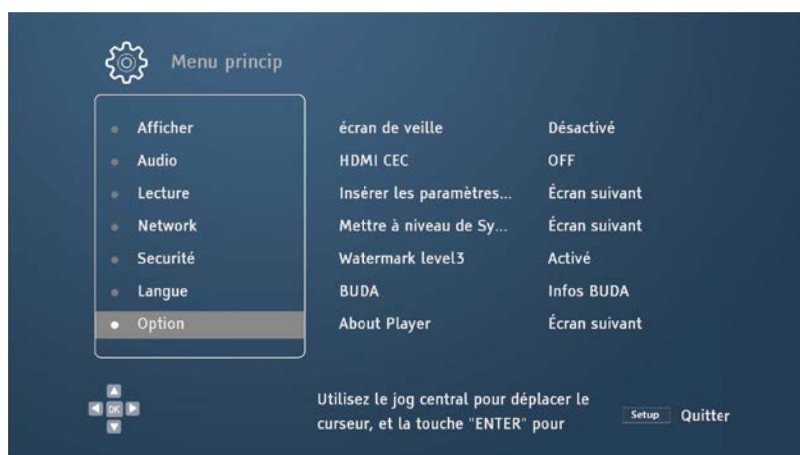 Menu princip
Afficher
Audio
Lecture
Network
Securité
Langue
Option
écran de veille Désactivé
HDMI CEC OFF
Insérer les paramètres... Écran suivant
Mettre à niveau de Sy... Écran suivant
Watermark level3 Activé
BUDA Infos BUDA
About Player Écran suivant
OK
Utilisez le jog central pour déplacer le
curseur, et la touche "ENTER" pour
Setup Quitter